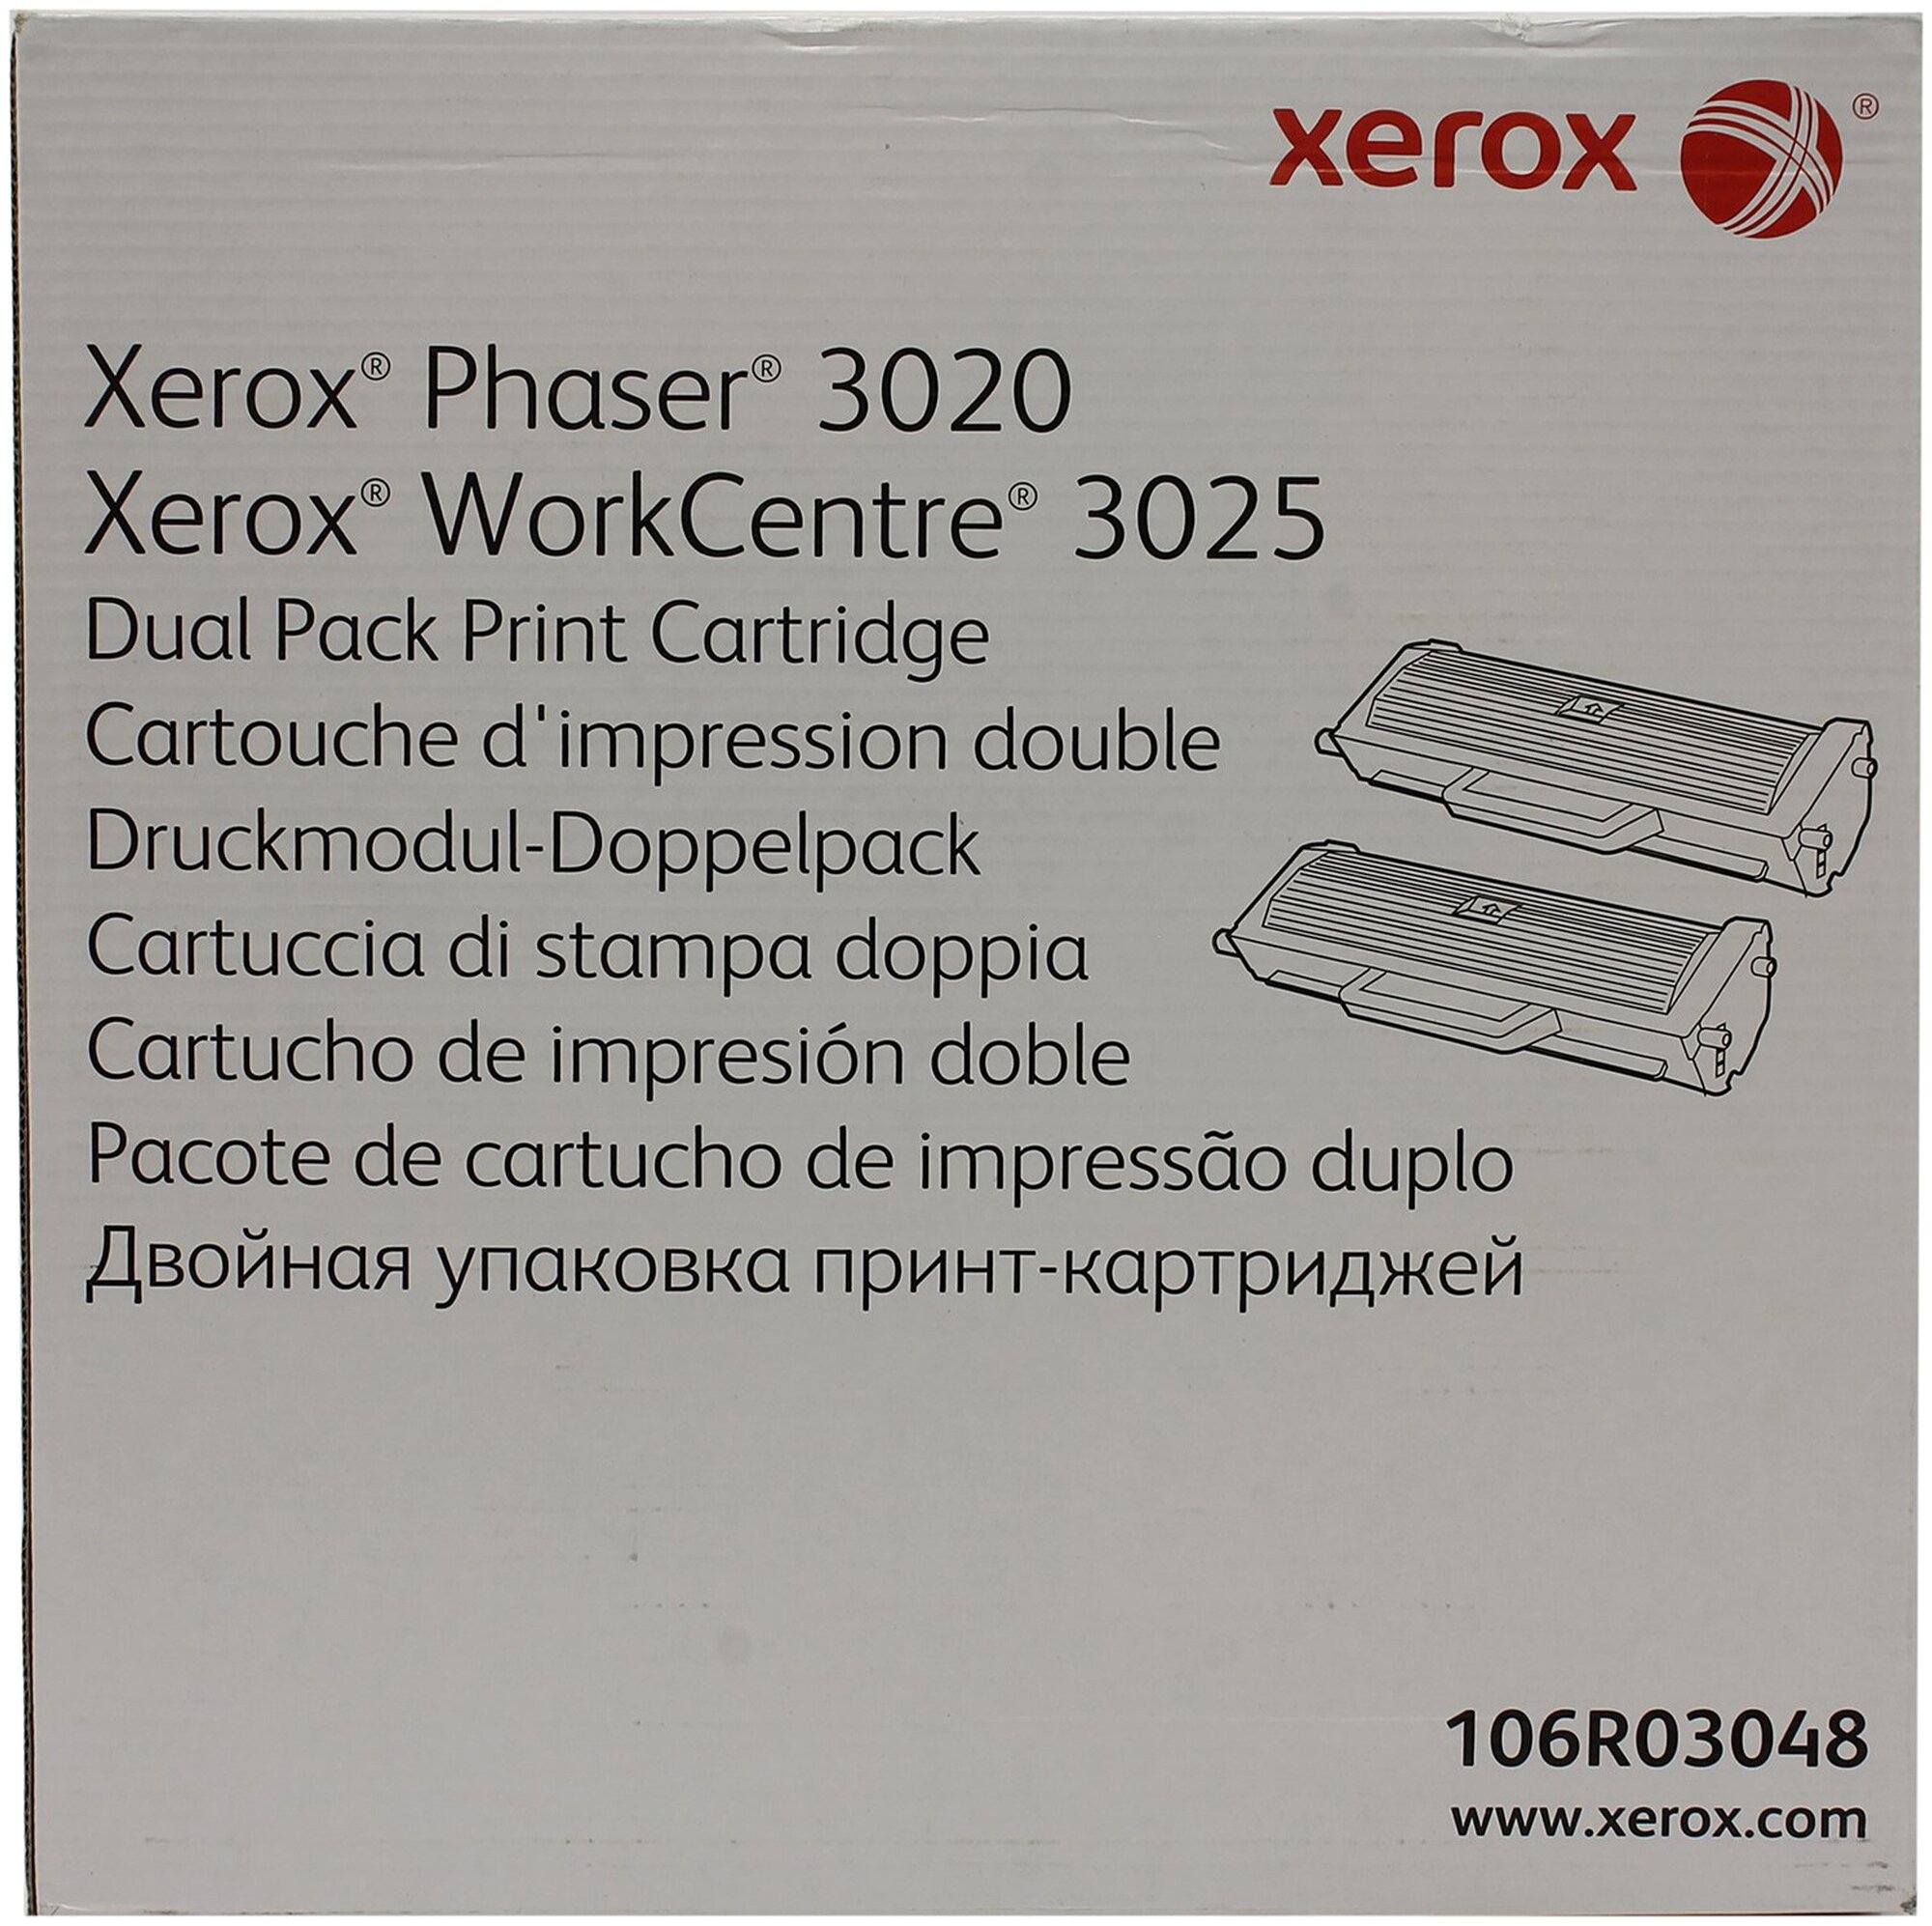 xerox ®
Xerox® Phaser® 3020
Xerox® WorkCentre® 3025
Dual Pack Print Cartridge
Cartouche d'impression double
Druckmodul-Doppelpack
Cartuccia di stampa doppia
Cartucho de impresión doble
Pacote de cartucho de impressão duplo
Двойная упаковка принт-картриджей
106R03048
www.xerox.com